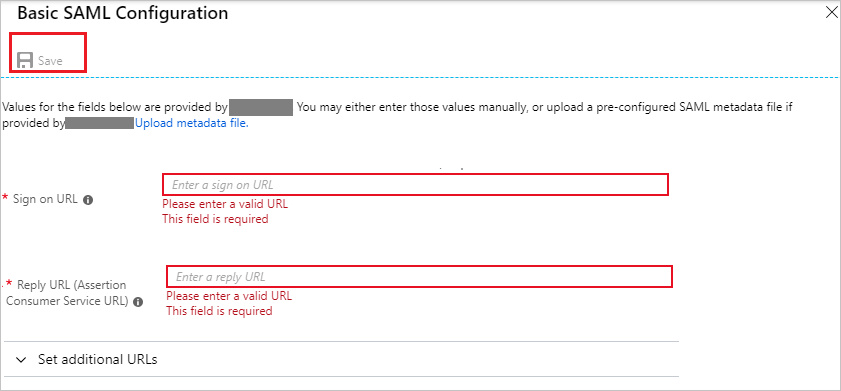 Basic SAML Configuration
Save
Values for the fields below are provided by You may either enter those values manually, or upload a pre-configured SAML metadata file if
provided by Upload metadata file.
* Sign on URL
Enter a sign on URL
Please enter a valid URL
This field is required
* Reply URL (Assertion
Consumer Service URL)
Enter a reply URL
Please enter a valid URL
This field is required
Set additional URLs